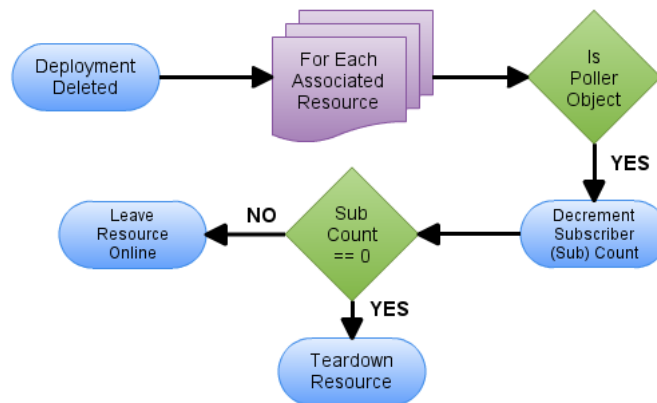 Deployment
Deleted
For Each
Associated
Resource
Is
Poller
Object
YES
Decrement
Subscriber
(Sub) Count
Sub
Count
== 0
NO
Leave
Resource
Online
YES
Teardown
Resource